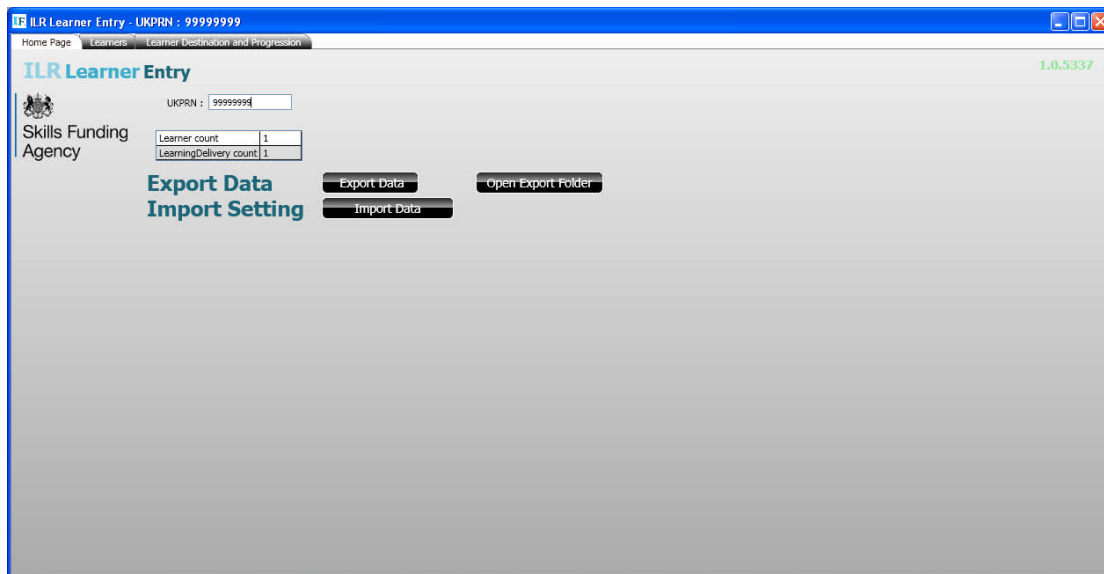 ILR Learner Entry - UKPRN : 99999999
Home Page Learners Learner Destination and Progression
ILR Learner Entry
1.0.5337
UKPRN : 99999999
Skills Funding
Agency
Learner count 1
LearningDelivery count 1
Export Data Export Data Open Export Folder
Import Setting Import Data